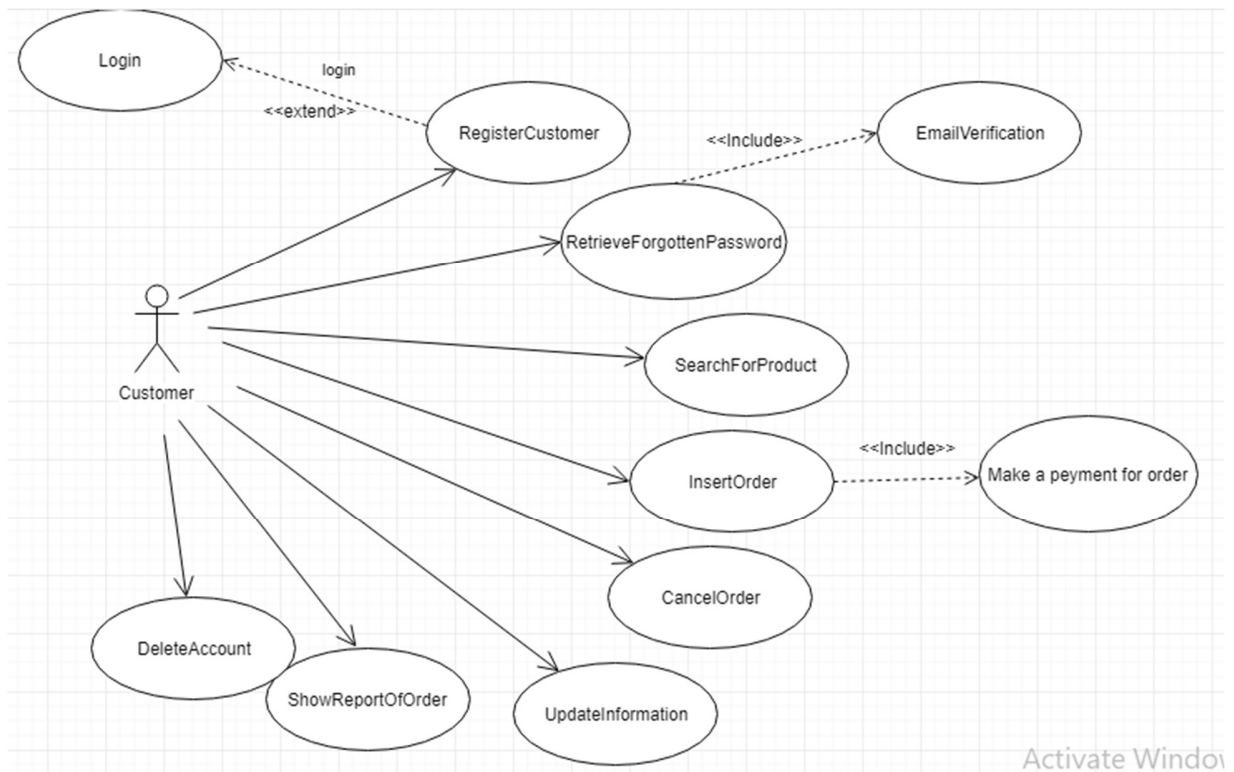 Login
login
<<extend>>
RegisterCustomer
<<Include>>
EmailVerification
RetrieveForgottenPassword
SearchForProduct
Customer
<<Include>>
InsertOrder
Make a peyment for order
CancelOrder
DeleteAccount
ShowReportOfOrder
UpdateInformation
Activate Window